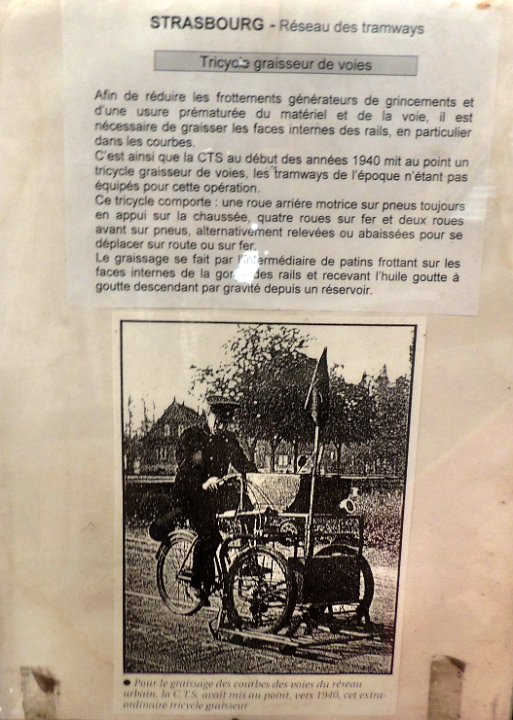 STRASBOURG - Réseau des tramways
Tricycle graisseur de voies
Afin de réduire les frottements générateurs de grincements et
d'une usure prématurée du matériel et de la voie, il est
nécessaire de graisser les faces internes des rails, en particulier
dans les courbes.
C'est ainsi que la CTS au début des années 1940 mit au point un
tricycle graisseur de voies, les tramways de l'époque n'étant pas
équipés pour cette opération.
Ce tricycle comporte : une roue arriére motrice sur pneus toujours
en appui sur la chaussée, quatre roues sur fer et deux roues
avant sur pneus, alternativement relevées ou abaissées pour se
déplacer sur route ou sur fer.
Le graissage se fait par l'intermédiaire de patins frottant sur les
faces internes de la gorge des rails et recevant l'huile goutte à
goutte descendant par gravité depuis un réservoir.
● Pour le graissage des courbes des voies du réseau
urbain, la C.T.S. avait mis au point, vers 1940, cet extra-
ordinaire tricycle graisseur